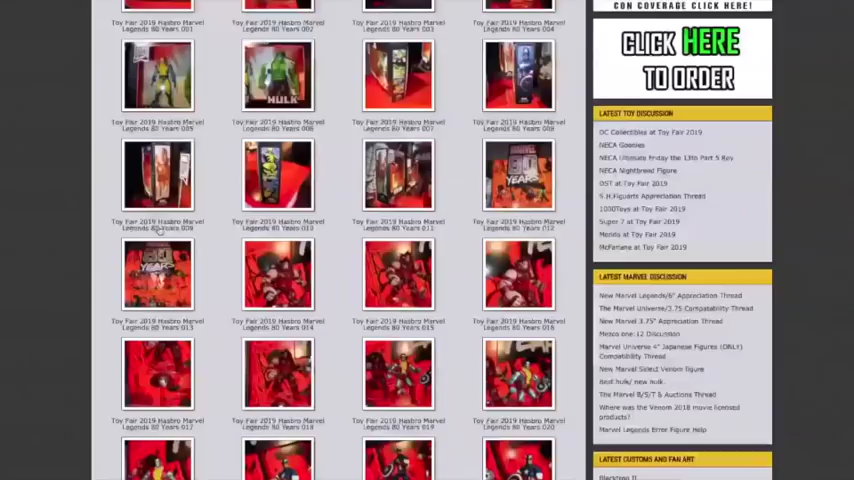 CON COVERAGE CLICK HERE!
Toy Fair 2019 Hasbro Marvel
Legends 80 Years 001
Toy Fair 2019 Hasbro Marvel
Legends 80 Years 002
Toy Fair 2019 Hasbro Marvel
Legends 80 Years 003
Toy Fair 2019 Hasbro Marvel
Legends 80 Years 004
HULK
Toy Fair 2019 Hasbro Marvel
Legends 80 Years 005
Toy Fair 2019 Hasbro Marvel
Legends 80 Years 006
Toy Fair 2019 Hasbro Marvel
Legends 80 Years 007
Toy Fair 2019 Hasbro Marvel
Legends 80 Years 008
MARVEL
80
YEARS
Toy Fair 2019 Hasbro Marvel
Legends 80 Years 009
Toy Fair 2019 Hasbro Marvel
Legends 80 Years 010
Toy Fair 2019 Hasbro Marvel
Legends 80 Years 011
Toy Fair 2019 Hasbro Marvel
Legends 80 Years 012
80
YEARS
Toy Fair 2019 Hasbro Marvel
Legends 80 Years 013
Toy Fair 2019 Hasbro Marvel
Legends 80 Years 014
Toy Fair 2019 Hasbro Marvel
Legends 80 Years 015
Toy Fair 2019 Hasbro Marvel
Legends 80 Years 016
Toy Fair 2019 Hasbro Marvel
Legends 80 Years 017
Toy Fair 2019 Hasbro Marvel
Legends 80 Years 018
Toy Fair 2019 Hasbro Marvel
Legends 80 Years 019
Toy Fair 2019 Hasbro Marvel
Legends 80 Years 020
CLICK HERE
TO ORDER
LATEST TOY DISCUSSION
DC Collectibles at Toy Fair 2019
NECA Goonies
NECA Ultimate Friday the 13th Part 5 Roy
NECA Nightbreed Figure
DST at Toy Fair 2019
S.H.Figuarts Appreciation Thread
1000Toys at Toy Fair 2019
Super 7 at Toy Fair 2019
Mondo at Toy Fair 2019
McFarlane at Toy Fair 2019
LATEST MARVEL DISCUSSION
New Marvel Legends/6" Appreciation Thread
The Marvel Universe/3.75 Compatability Thread
New Marvel 3.75" Appreciation Thread
Mezco one:12 Discussion
Marvel Universe 4" Japanese Figures (ONLY)
Compatibility Thread
New Marvel Select Venom figure
Best hulk/ new hulk.
The Marvel B/S/T & Auctions Thread
Where was the Venom 2018 movie licensed
products?
Marvel Legends Error Figure Help
LATEST CUSTOMS AND FAN ART